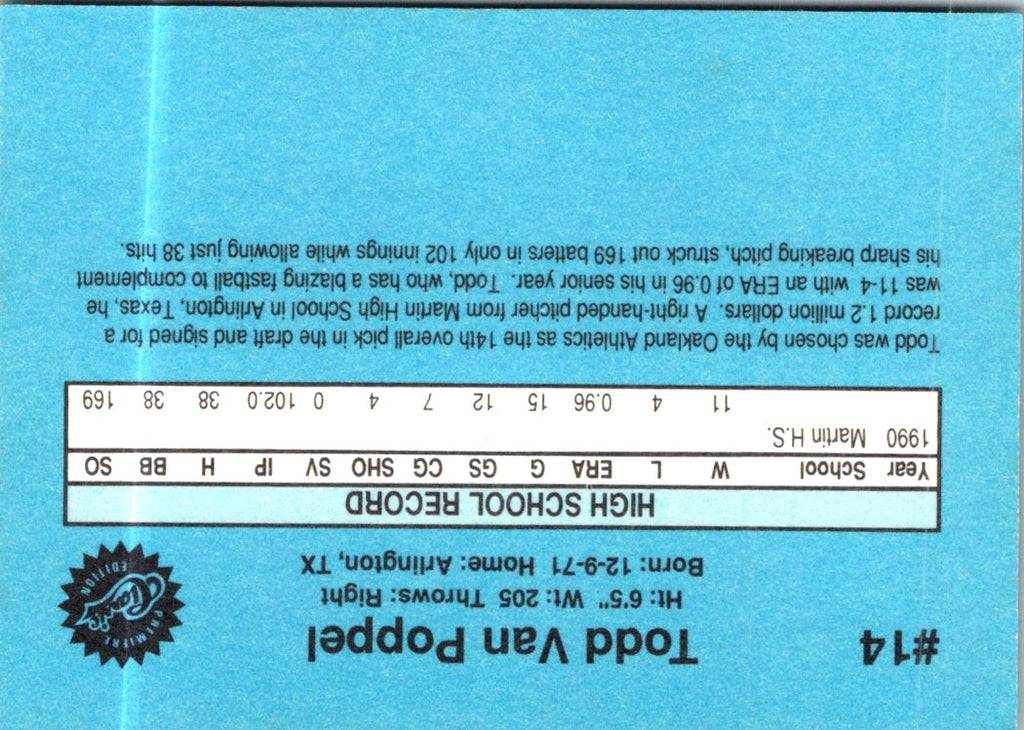 #14
Todd Van Poppel
Ht: 6'5" Wt: 205 Throws: Right
Born: 12-9-71 Home: Arlington, TX
Classic
PREMIERE
EDITION
HIGH SCHOOL RECORD
Year School W L ERA G GS CG SHO SV IP H BB SO
1990 Martin H.S.
11 4 0.96 15 12 7 4 0 102.0 38 38 169
Todd was chosen by the Oakland Athletics as the 14th overall pick in the draft and signed for a
record 1.2 million dollars. A right-handed pitcher from Martin High School in Arlington, Texas, he
was 11-4 with an ERA of 0.96 in his senior year. Todd, who has a blazing fastball to complement
his sharp breaking pitch, struck out 169 batters in only 102 innings while allowing just 38 hits.